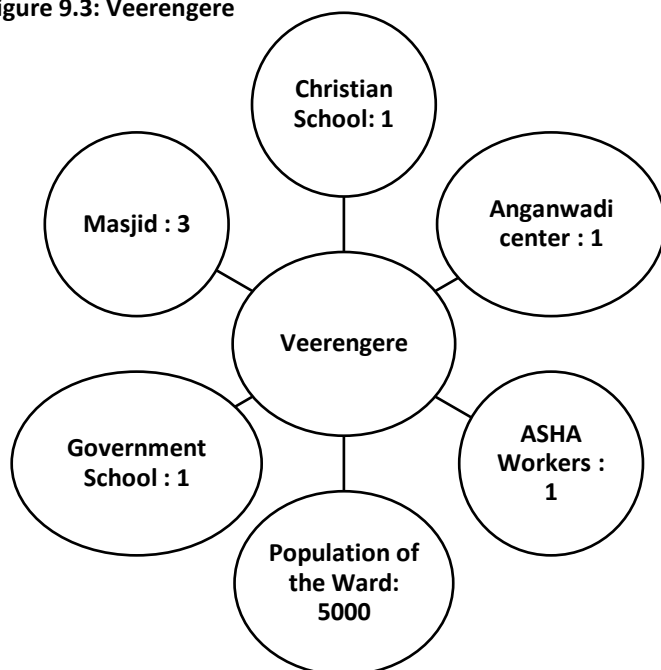 igure 9.3: Veerengere
Christian
School: 1
Masjid : 3
Anganwadi
center : 1
Veerengere
Government
School : 1
ASHA
Workers :
1
Population of
the Ward:
5000